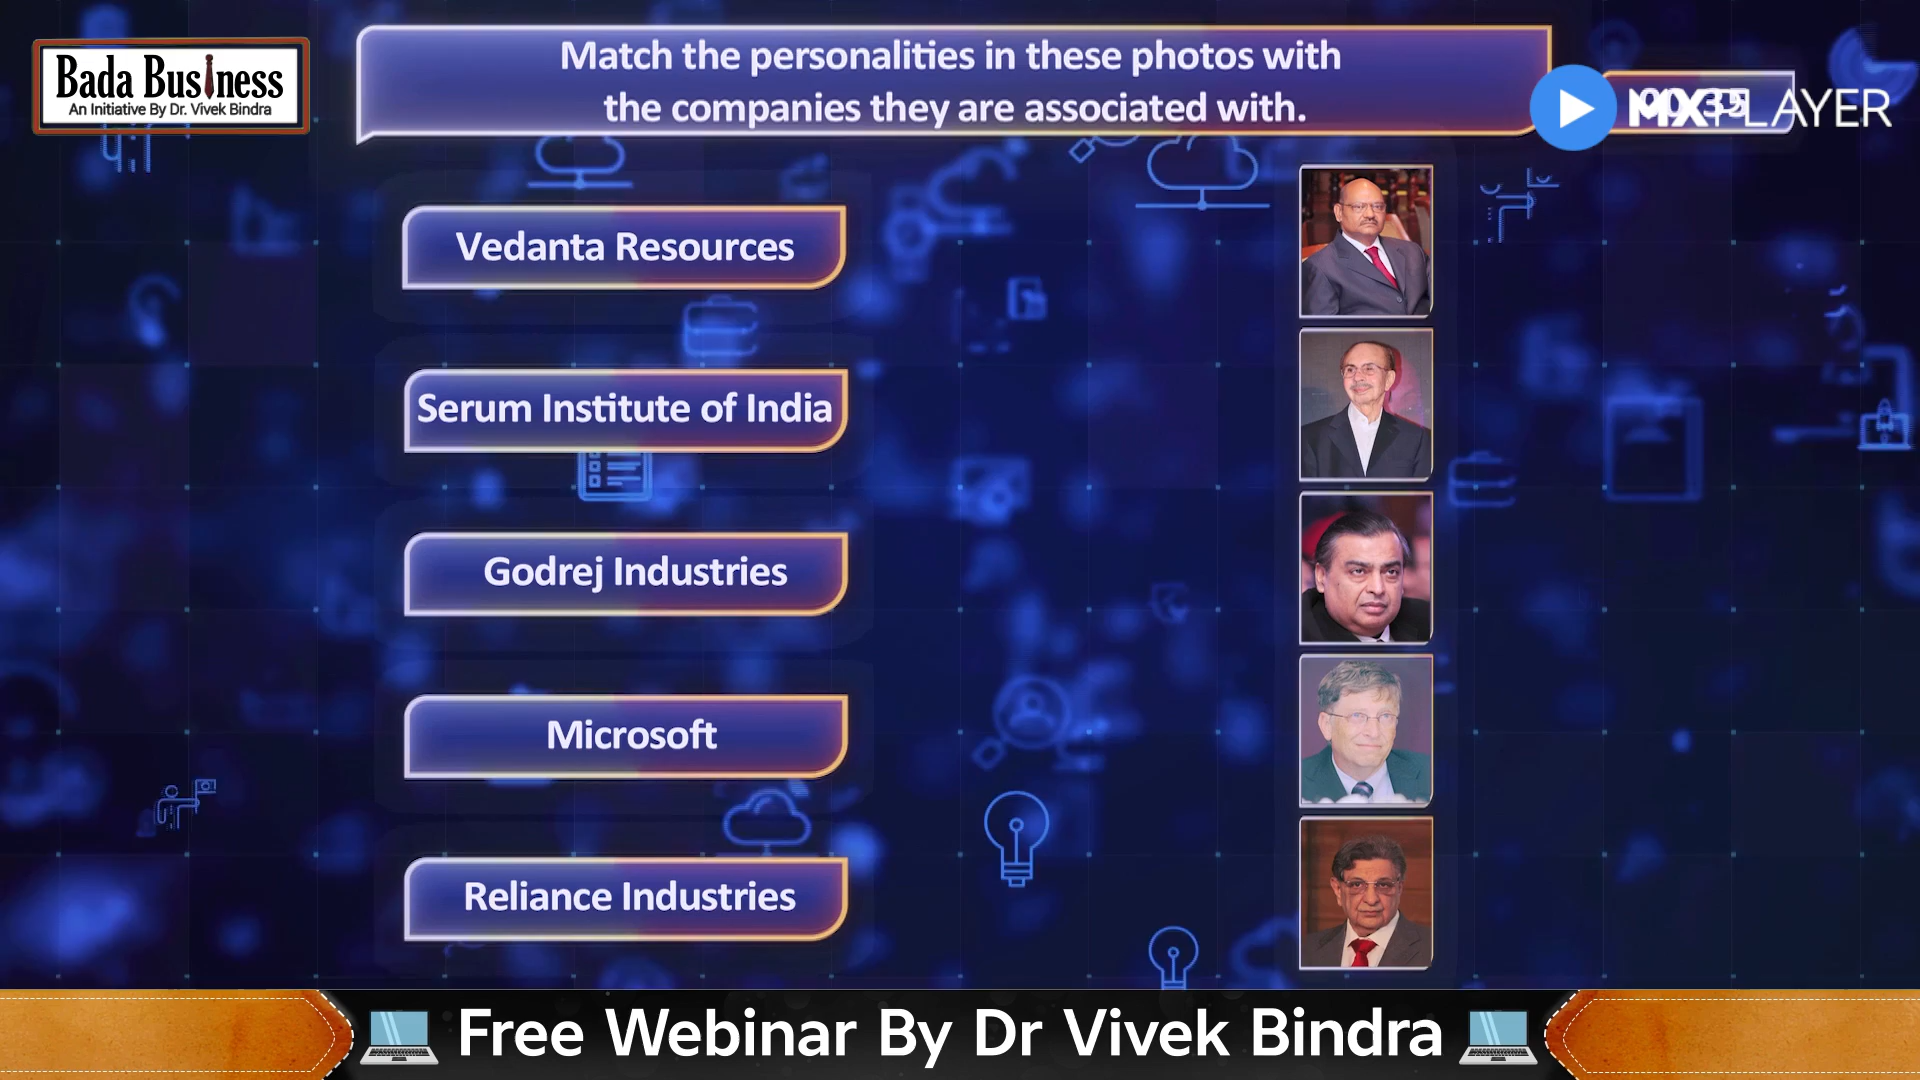 Bada Business
An Initiative By Dr. Vivek Bindra
Match the personalities in these photos with
the companies they are associated with.
MX PLAYER
Vedanta Resources
Serum Institute of India
Godrej Industries
Microsoft
Reliance Industries
Free Webinar By Dr Vivek Bindra